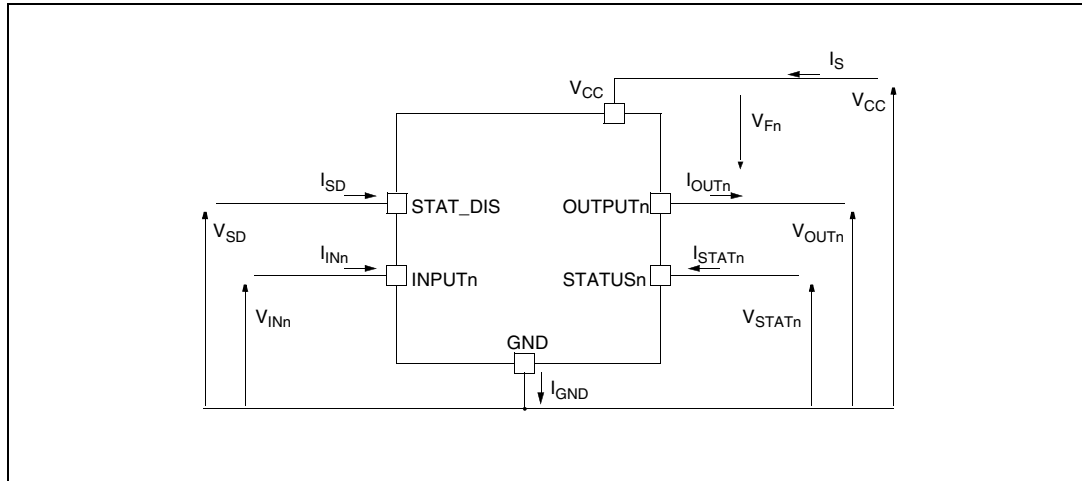 I_S
V_CC
V_CC
V_Fn
I_SD
I_OUTn
STAT_DIS
OUTPUTn
V_SD
V_OUTn
I_INn
I_STATn
INPUTn
STATUSn
V_INn
V_STATn
GND
I_GND